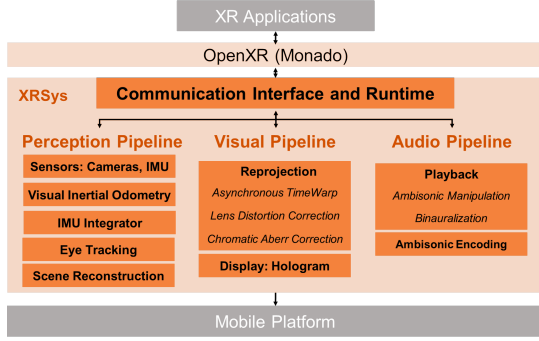 XR Applications
OpenXR (Monado)
XRSys
Communication Interface and Runtime
Perception Pipeline
Sensors: Cameras, IMU
Visual Inertial Odometry
IMU Integrator
Eye Tracking
Scene Reconstruction
Visual Pipeline
Reprojection
Asynchronous TimeWarp
Lens Distortion Correction
Chromatic Aberr Correction
Display: Hologram
Audio Pipeline
Playback
Ambisonic Manipulation
Binauralization
Ambisonic Encoding
Mobile Platform